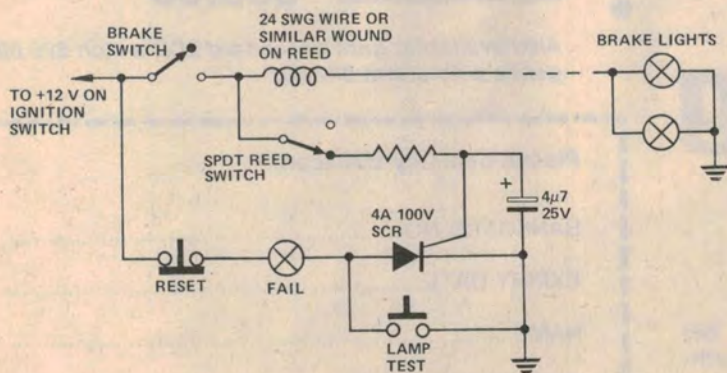 BRAKE
SWITCH
24 SWG WIRE OR
SIMILAR WOUND
ON REED
BRAKE LIGHTS
TO +12 V ON
IGNITION
SWITCH
SPDT REED
SWITCH
+
4µ7
25V
4A 100V
SCR
RESET
FAIL
LAMP
TEST